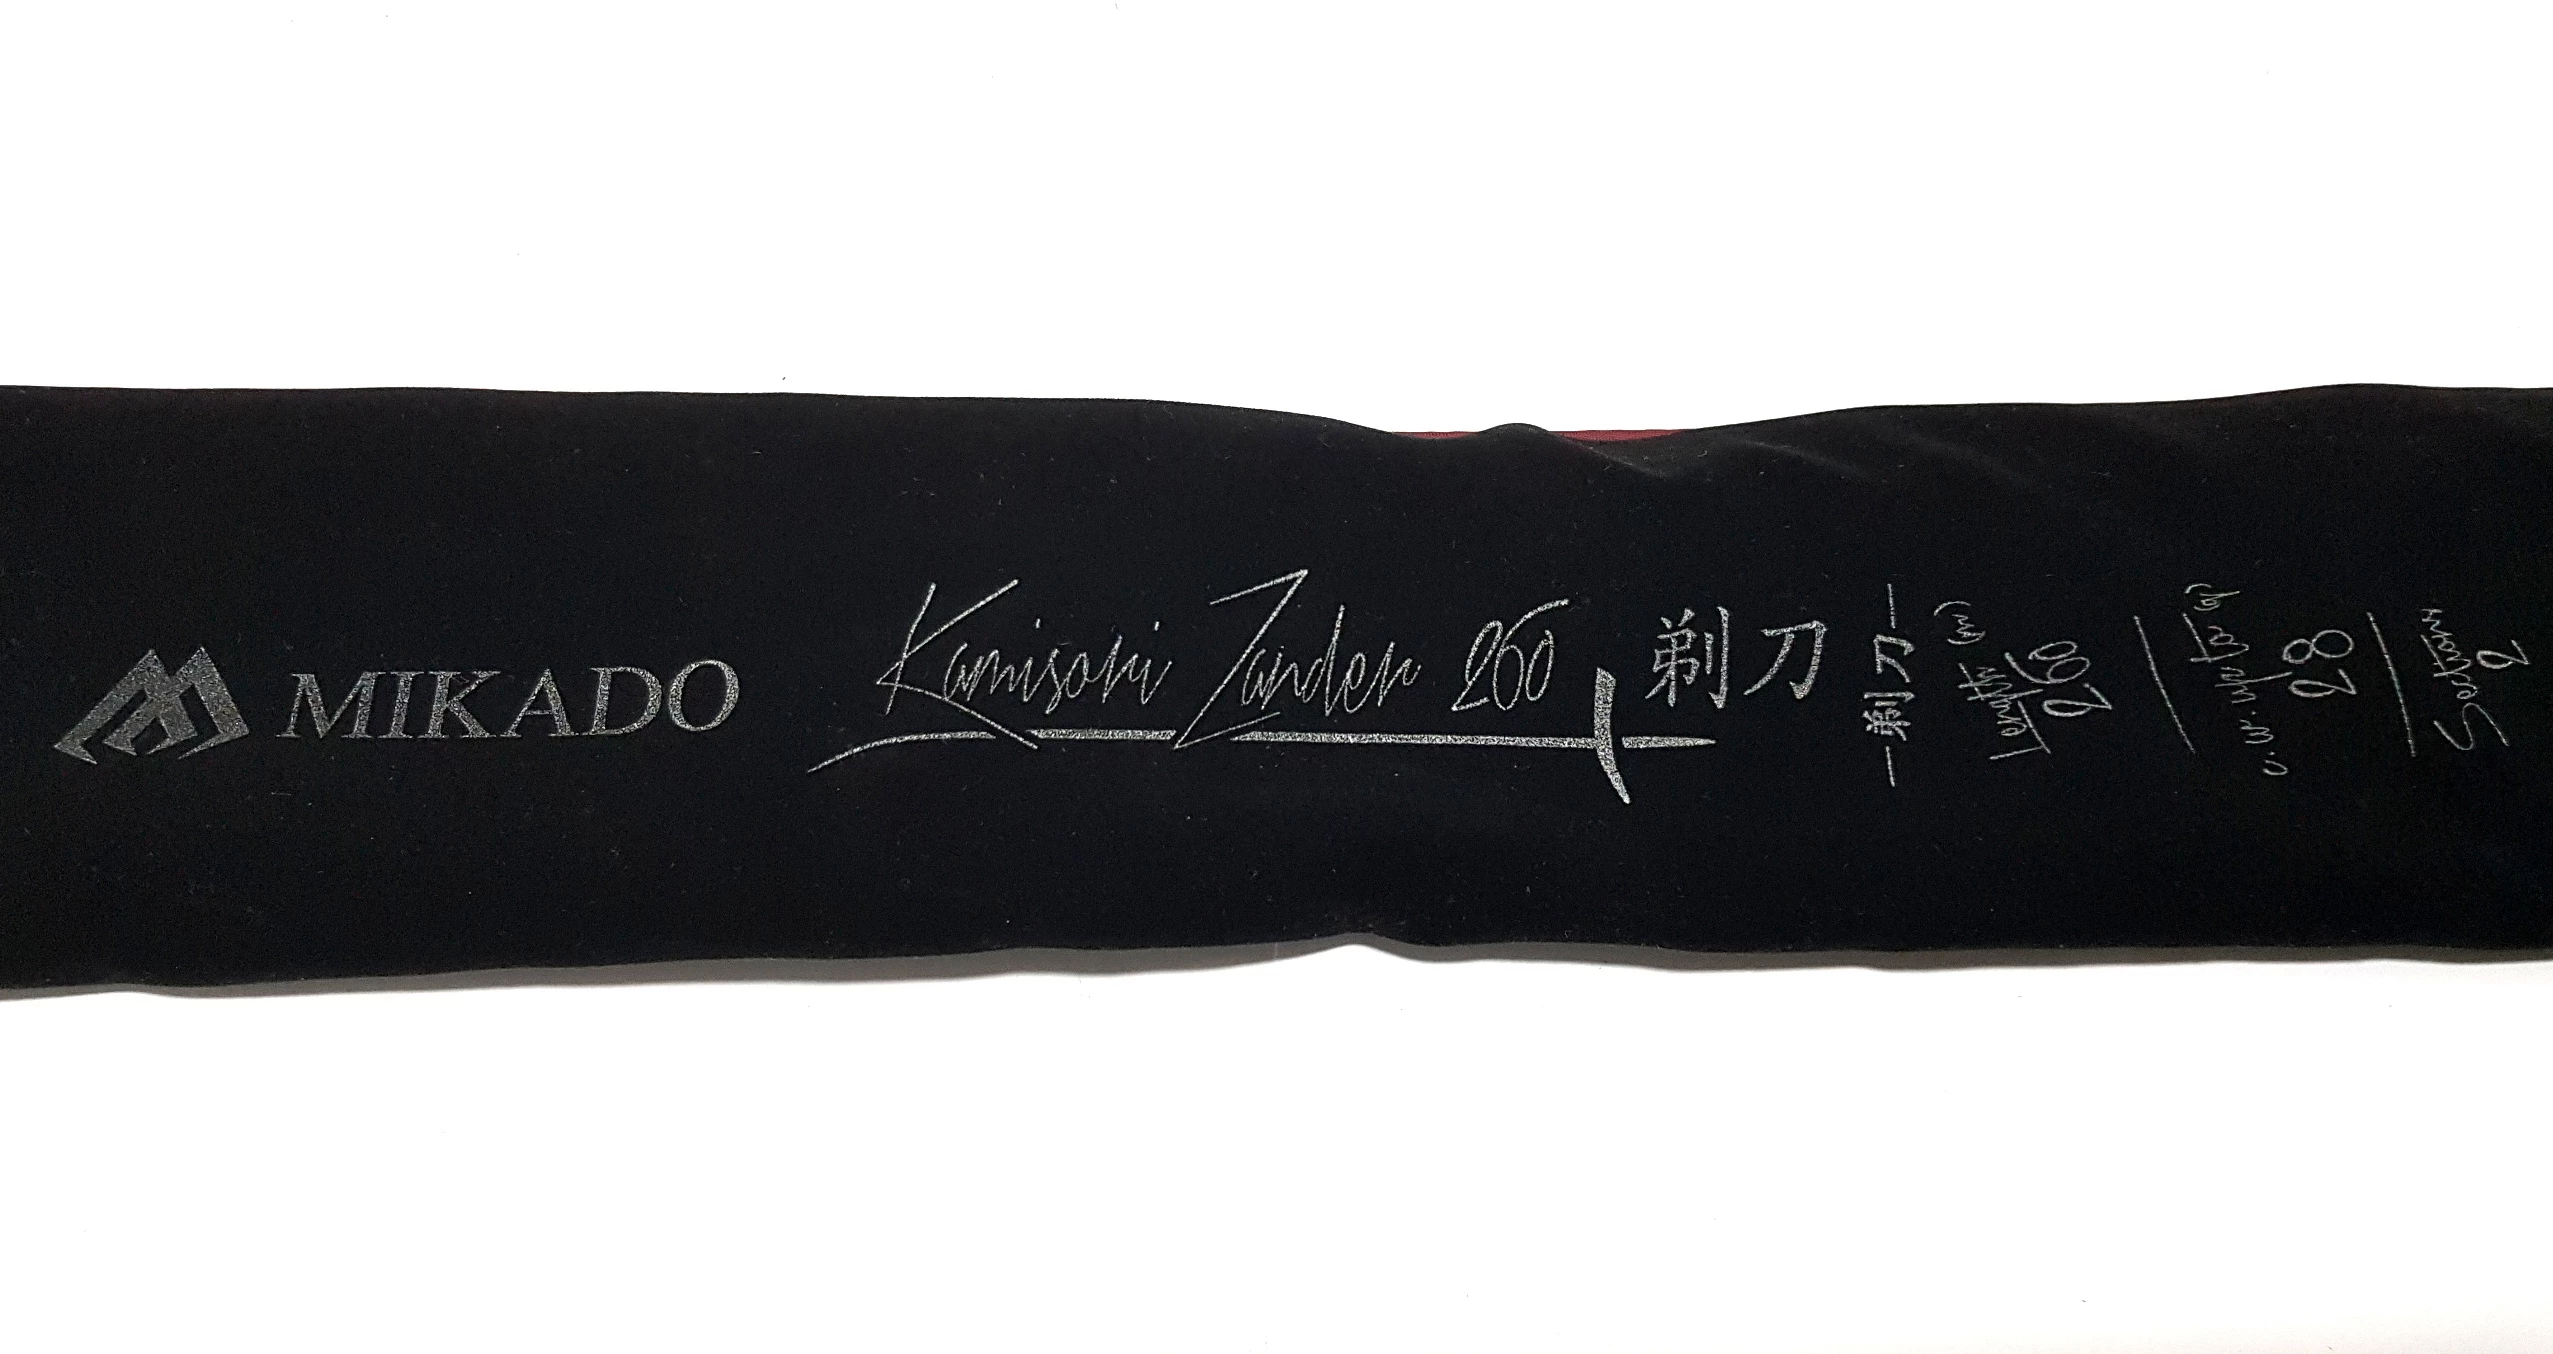 MIKADO
Kamisori Zander 260 剃刀
剃刀
Length (m)
2.60
c.w. up to (g)
28
Sections
2